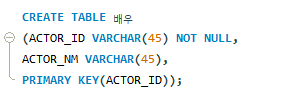 CREATE TABLE 배우
(ACTOR_ID VARCHAR(45) NOT NULL,
ACTOR_NM VARCHAR(45),
PRIMARY KEY(ACTOR_ID));